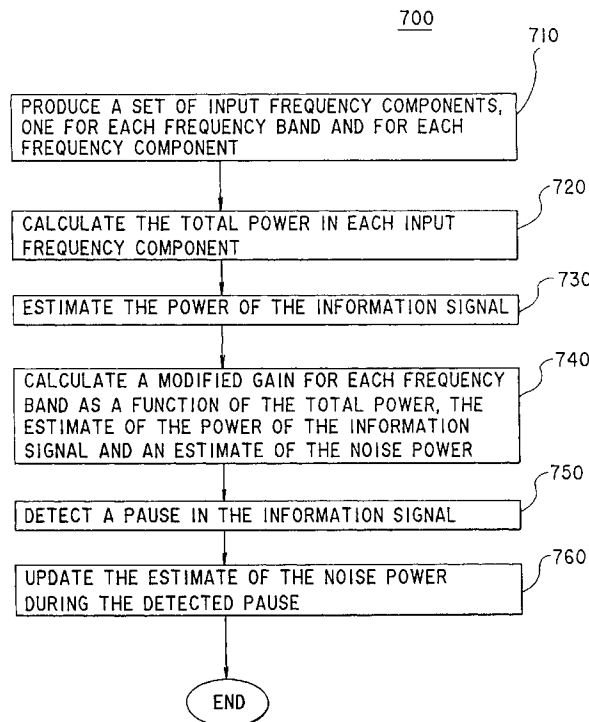 700
710
PRODUCE A SET OF INPUT FREQUENCY COMPONENTS,
ONE FOR EACH FREQUENCY BAND AND FOR EACH
FREQUENCY COMPONENT
720
CALCULATE THE TOTAL POWER IN EACH INPUT
FREQUENCY COMPONENT
730
ESTIMATE THE POWER OF THE INFORMATION SIGNAL
740
CALCULATE A MODIFIED GAIN FOR EACH FREQUENCY
BAND AS A FUNCTION OF THE TOTAL POWER, THE
ESTIMATE OF THE POWER OF THE INFORMATION
SIGNAL AND AN ESTIMATE OF THE NOISE POWER
750
DETECT A PAUSE IN THE INFORMATION SIGNAL
760
UPDATE THE ESTIMATE OF THE NOISE POWER
DURING THE DETECTED PAUSE
END